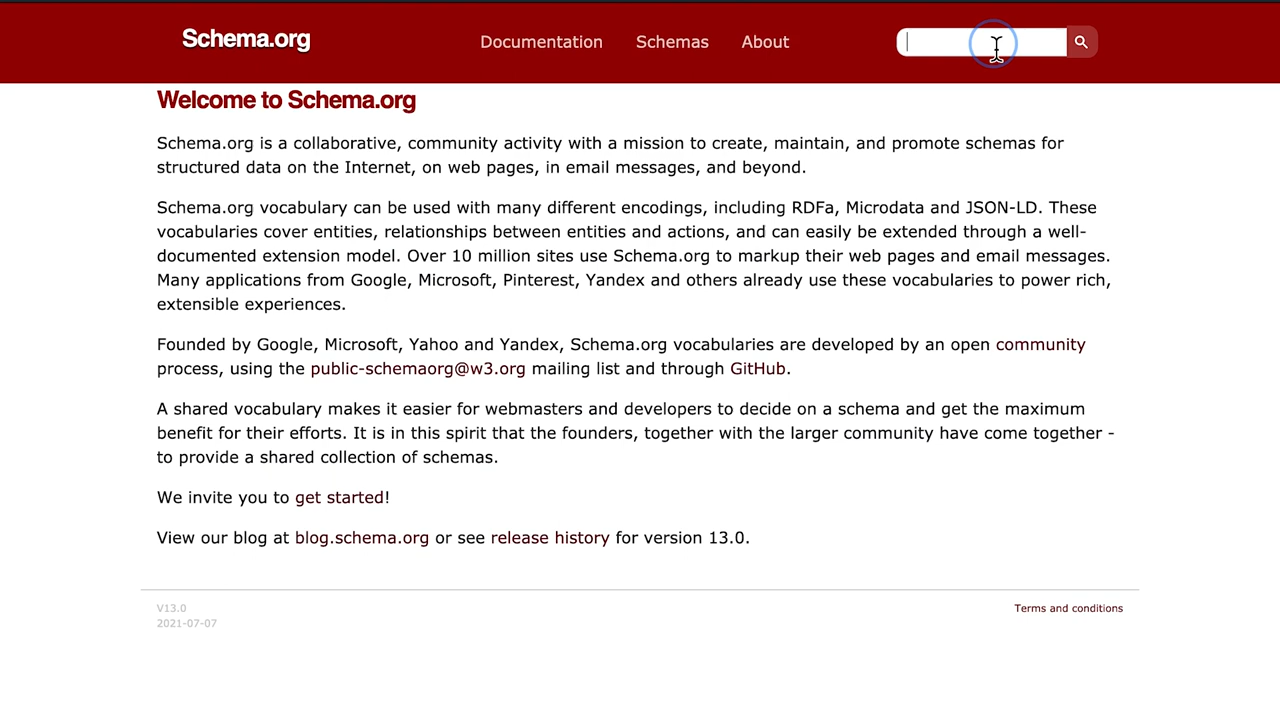 Schema.org
Documentation
Schemas
About
Welcome to Schema.org
Schema.org is a collaborative, community activity with a mission to create, maintain, and promote schemas for
structured data on the Internet, on web pages, in email messages, and beyond.
Schema.org vocabulary can be used with many different encodings, including RDFa, Microdata and JSON-LD. These
vocabularies cover entities, relationships between entities and actions, and can easily be extended through a well-
documented extension model. Over 10 million sites use Schema.org to markup their web pages and email messages.
Many applications from Google, Microsoft, Pinterest, Yandex and others already use these vocabularies to power rich,
extensible experiences.
Founded by Google, Microsoft, Yahoo and Yandex, Schema.org vocabularies are developed by an open community
process, using the public-schemaorg@w3.org mailing list and through GitHub.
A shared vocabulary makes it easier for webmasters and developers to decide on a schema and get the maximum
benefit for their efforts. It is in this spirit that the founders, together with the larger community have come together -
to provide a shared collection of schemas.
We invite you to get started!
View our blog at blog.schema.org or see release history for version 13.0.
V13.0
2021-07-07
Terms and conditions